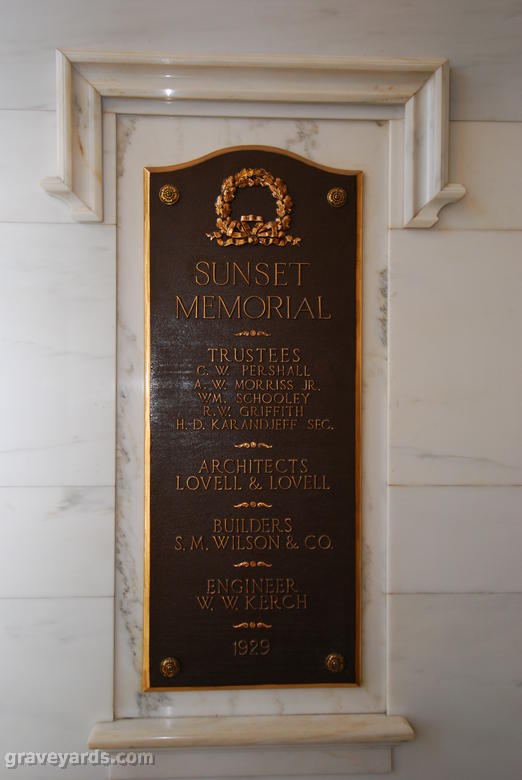 SUNSET
MEMORIAL
TRUSTEES
C. W. PERSHALL
A. W. MORRISS JR.
WM. SCHOOLEY
R.W. GRIFFITH
H. D. KARANDJEFF SEC.
ARCHITECTS
LOVELL & LOVELL
BUILDERS
S. M. WILSON & CO.
ENGINEER
W. W. KERCH
1929
graveyards.com